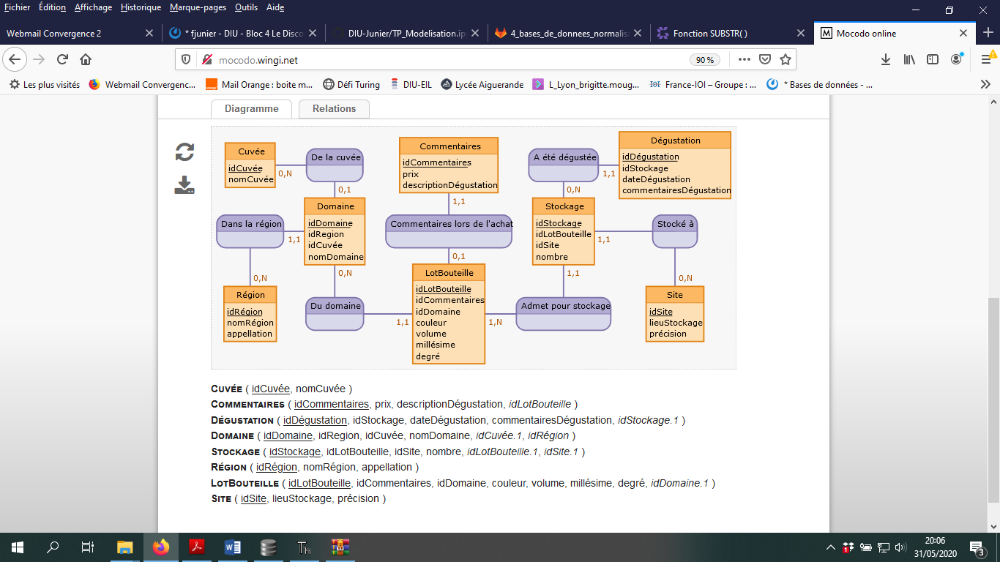 Fichier Édition Affichage Historique Marque-pages Outils Aide
Webmail Convergence 2
* fjunier - DIU - Bloc 4 Le Disco
DIU-Junier/TP_Modelisation.ip
4_bases_de_donnees_normalis
Fonction SUBSTR( )
Mocodo online
mocodo.wingi.net
90 %
Les plus visités
Webmail Convergenc...
Mail Orange : boîte m...
Défi Turing
DIU-EIL
Lycée Aiguerande
L_Lyon_brigitte.moug...
France-IOI – Groupe : ...
* Bases de données - ...
Diagramme
Relations
Cuvée
idCuvée
nomCuvée
0,N
De la cuvée
0,1
Commentaires
idCommentaires
prix
descriptionDégustation
1,1
A été dégustée
1,1
0,N
Dégustation
idDégustation
idStockage
dateDégustation
commentairesDégustation
Dans la région
1,1
0,N
Domaine
idDomaine
idRegion
idCuvée
nomDomaine
0,N
Commentaires lors de l'achat
0,1
Stockage
idStockage
idLotBouteille
idSite
nombre
1,1
1,1
Stocké à
0,N
Région
idRégion
nomRégion
appellation
Du domaine
1,1
LotBouteille
idLotBouteille
idCommentaires
idDomaine
couleur
volume
millésime
degré
1,N
Admet pour stockage
Site
idSite
lieuStockage
précision
CUVÉE ( idCuvée, nomCuvée )
COMMENTAIRES ( idCommentaires, prix, descriptionDégustation, idLotBouteille )
DÉGUSTATION ( idDégustation, idStockage, dateDégustation, commentairesDégustation, idStockage.1 )
DOMAINE ( idDomaine, idRegion, idCuvée, nomDomaine, idCuvée.1, idRégion )
STOCKAGE ( idStockage, idLotBouteille, idSite, nombre, idLotBouteille.1, idSite.1 )
RÉGION ( idRégion, nomRégion, appellation )
LOTBOUTEILLE ( idLotBouteille, idCommentaires, idDomaine, couleur, volume, millésime, degré, idDomaine.1 )
SITE ( idSite, lieuStockage, précision )
20:06
31/05/2020
3